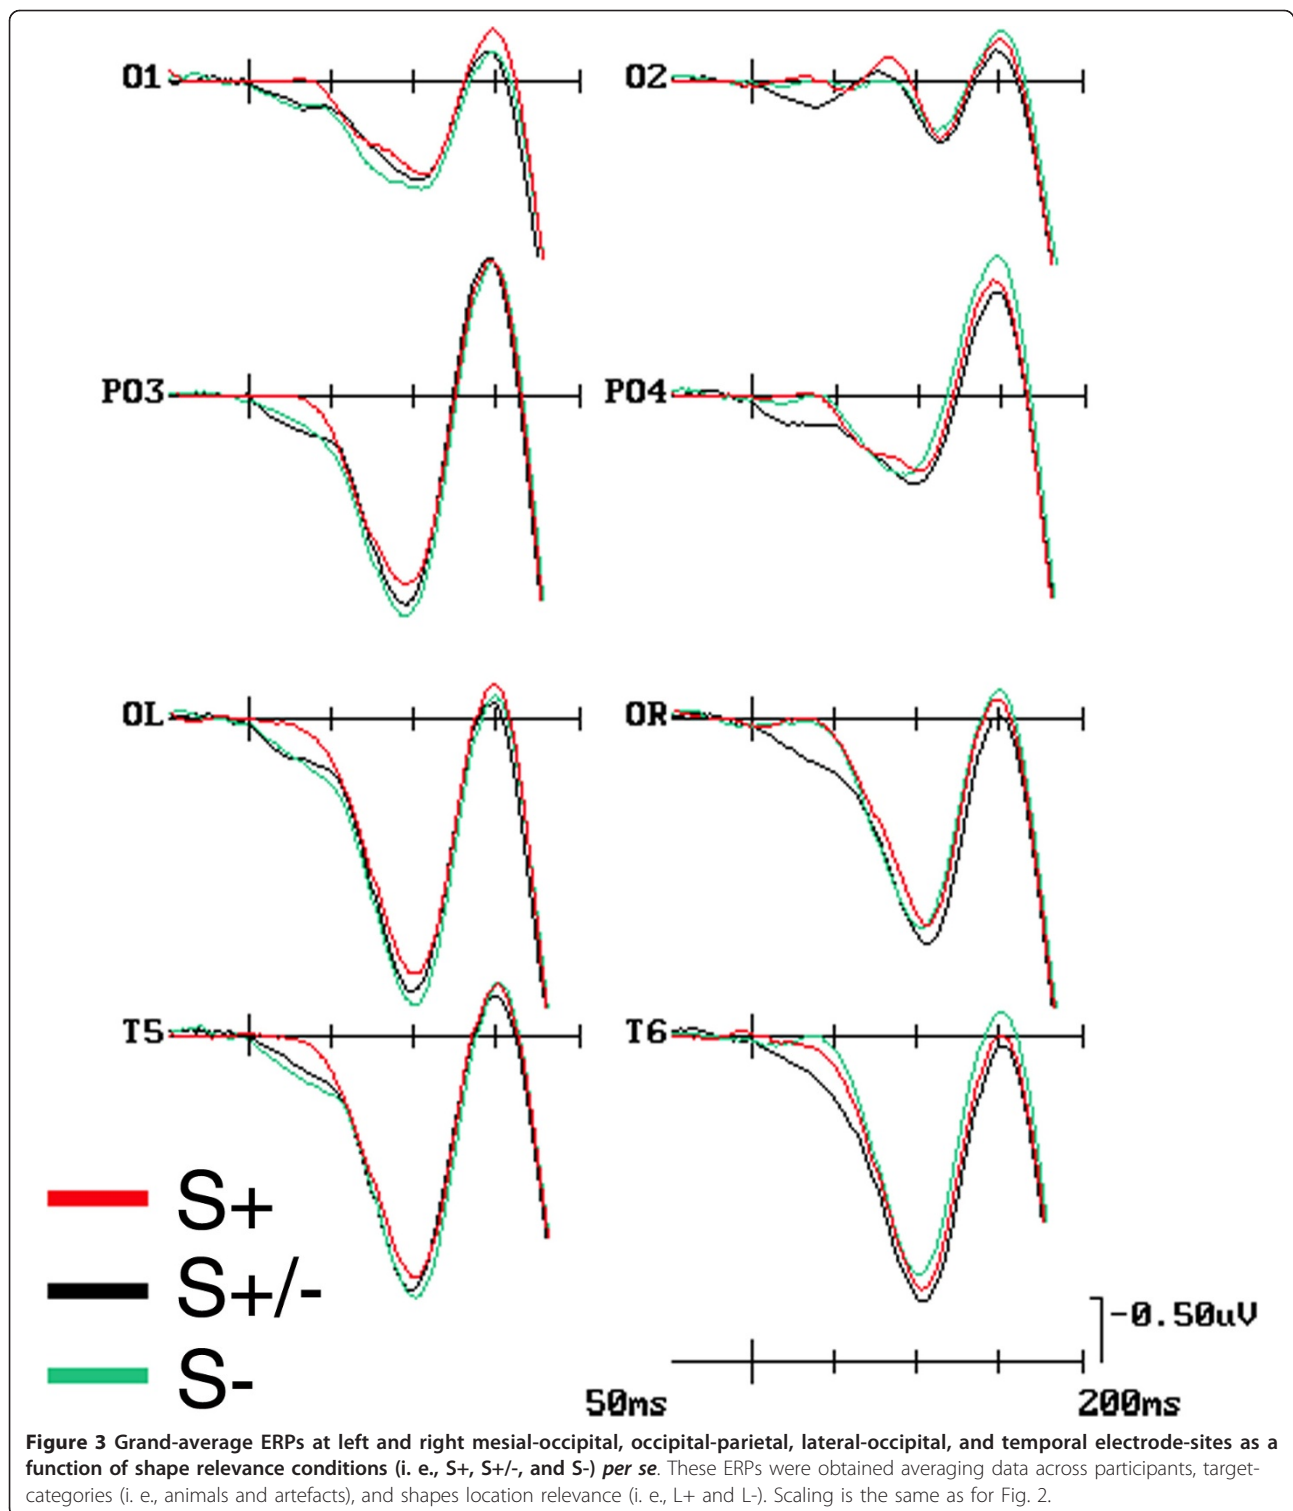 O1
O2
PO3
PO4
OL
OR
T5
T6
S+
S+/-
S-
-0.50uV
50ms
200ms
Figure 3 Grand-average ERPs at left and right mesial-occipital, occipital-parietal, lateral-occipital, and temporal electrode-sites as a
function of shape relevance conditions (i. e., S+, S+/-, and S-) per se. These ERPs were obtained averaging data across participants, target-
categories (i. e., animals and artefacts), and shapes location relevance (i. e., L+ and L-). Scaling is the same as for Fig. 2.